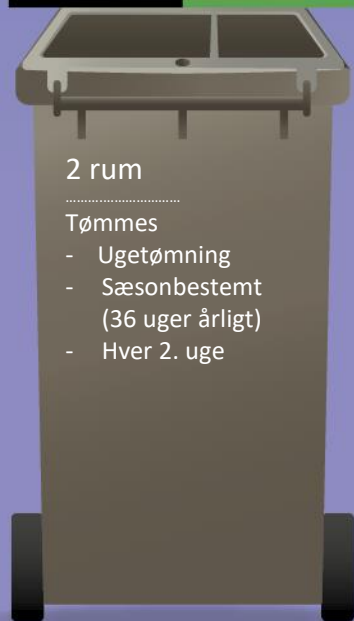 2 rum
................................
Tømmes
- Ugetømning
- Sæsonbestemt
(36 uger årligt)
- Hver 2. uge